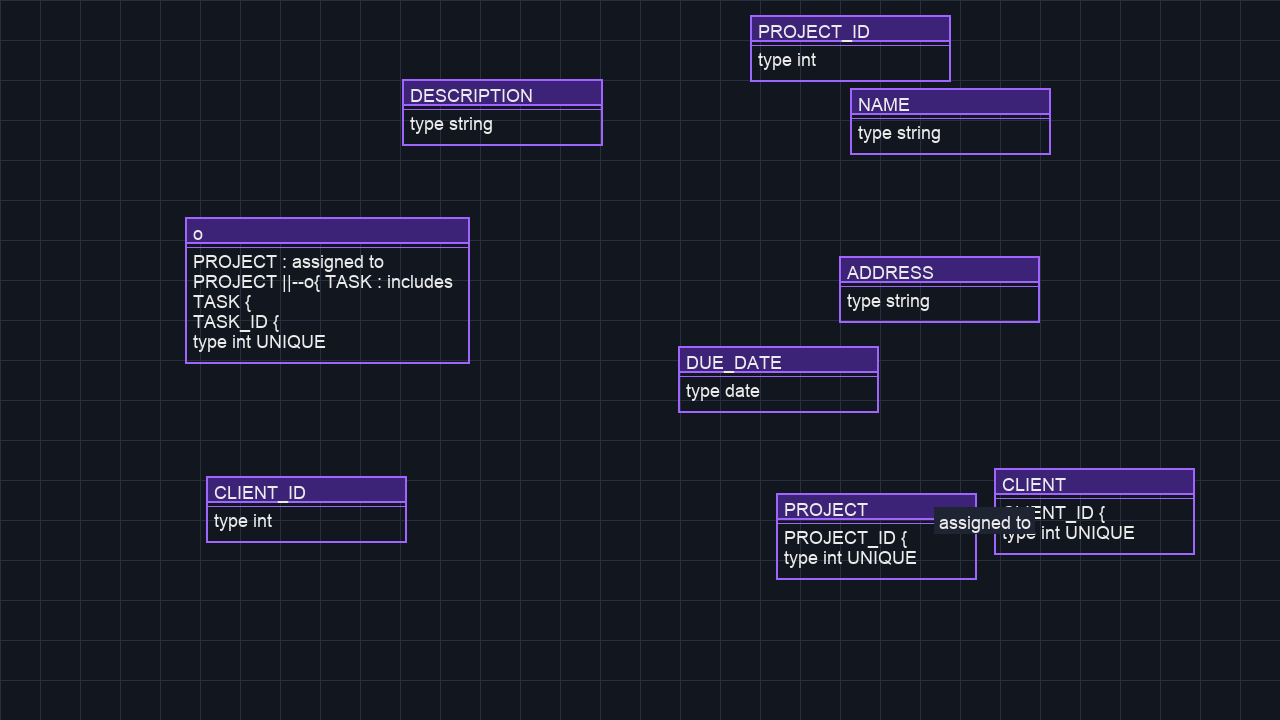 PROJECT_ID
type int
DESCRIPTION
type string
NAME
type string
o
PROJECT : assigned to
PROJECT ||--o{ TASK : includes
TASK {
TASK_ID {
type int UNIQUE
ADDRESS
type string
DUE_DATE
type date
CLIENT_ID
type int
PROJECT
PROJECT_ID {
type int UNIQUE
assigned to
CLIENT
CLIENT_ID {
type int UNIQUE